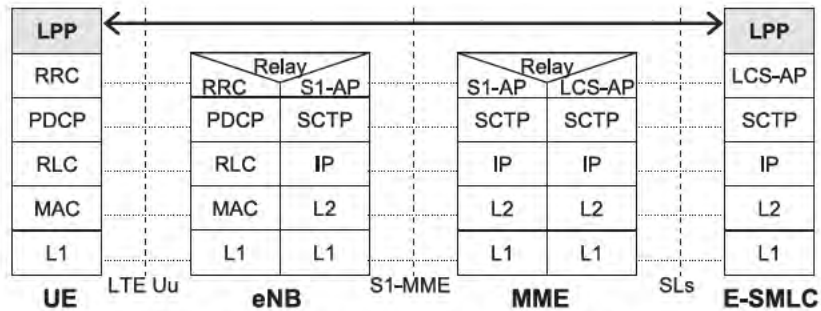 LPP LPP
Relay Relay
RRC RRC S1-AP S1-AP LCS-AP LCS-AP
PDCP PDCP SCTP SCTP SCTP SCTP
RLC RLC IP IP IP IP
MAC MAC L2 L2 L2 L2
L1 L1 L1 L1 L1 L1
LTE Uu S1-MME SLs
UE eNB MME E-SMLC